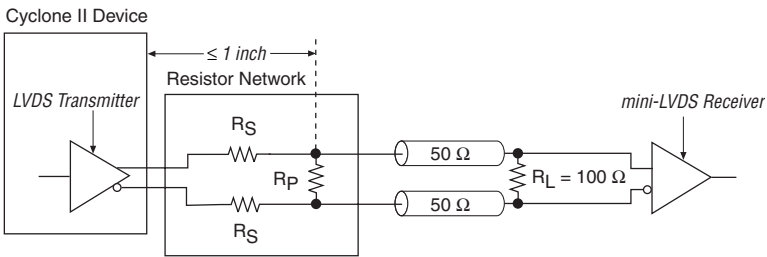 Cyclone II Device
≤ 1 inch
Resistor Network
LVDS Transmitter
mini-LVDS Receiver
RS
50 Ω
RP
RL = 100 Ω
50 Ω
RS